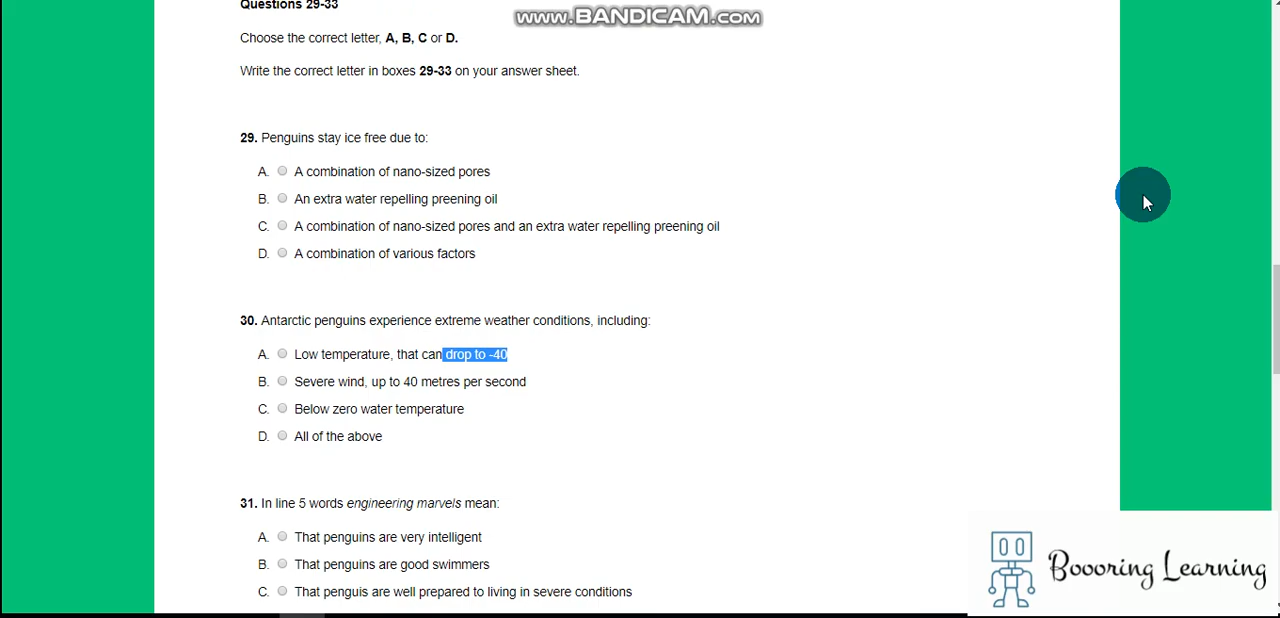 Questions 29-33
www.BANDICAM.com
Choose the correct letter, A, B, C or D.
Write the correct letter in boxes 29-33 on your answer sheet.
29. Penguins stay ice free due to:
A. A combination of nano-sized pores
B. An extra water repelling preening oil
C. A combination of nano-sized pores and an extra water repelling preening oil
D. A combination of various factors
30. Antarctic penguins experience extreme weather conditions, including:
A. Low temperature, that can drop to -40
B. Severe wind, up to 40 metres per second
C. Below zero water temperature
D. All of the above
31. In line 5 words engineering marvels mean:
A. That penguins are very intelligent
B. That penguins are good swimmers
C. That penguis are well prepared to living in severe conditions
Boooring Learning